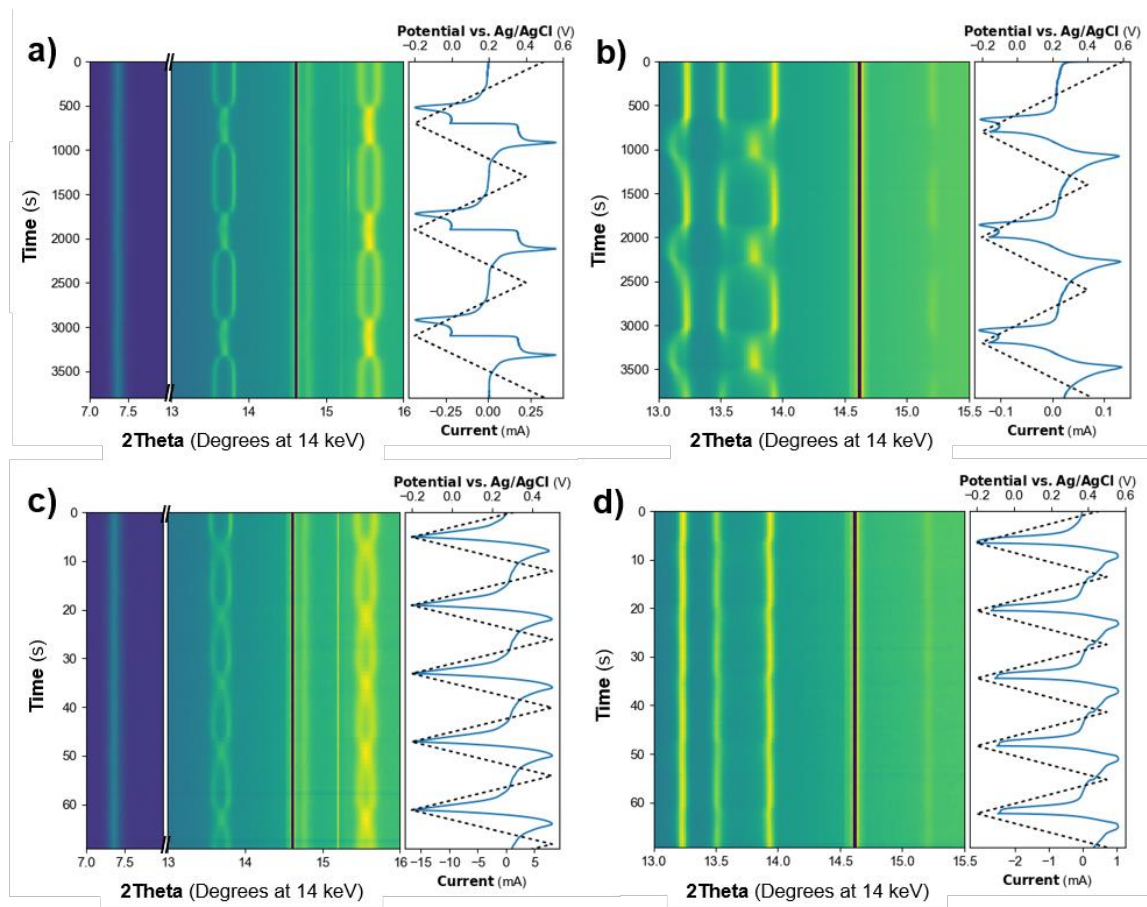 a)
Potential vs. Ag/AgCl (V)
−0.2 0.0 0.2 0.4 0.6
0
500
1000
1500
2000
2500
3000
3500
Time (s)
7.0 7.5 13 14 15 16
−0.25 0.00 0.25
2Theta (Degrees at 14 keV)
Current (mA)
b)
Potential vs. Ag/AgCl (V)
−0.2 0.0 0.2 0.4 0.6
0
500
1000
1500
2000
2500
3000
3500
Time (s)
13.0 13.5 14.0 14.5 15.0 15.5
−0.1 0.0 0.1
2Theta (Degrees at 14 keV)
Current (mA)
c)
Potential vs. Ag/AgCl (V)
−0.2 0.0 0.2 0.4
0
10
20
30
40
50
60
Time (s)
7.0 7.5 13 14 15 16
−15 −10 −5 0 5
2Theta (Degrees at 14 keV)
Current (mA)
d)
Potential vs. Ag/AgCl (V)
−0.2 0.0 0.2 0.4 0.6
0
10
20
30
40
50
60
Time (s)
13.0 13.5 14.0 14.5 15.0 15.5
−2 −1 0 1
2Theta (Degrees at 14 keV)
Current (mA)